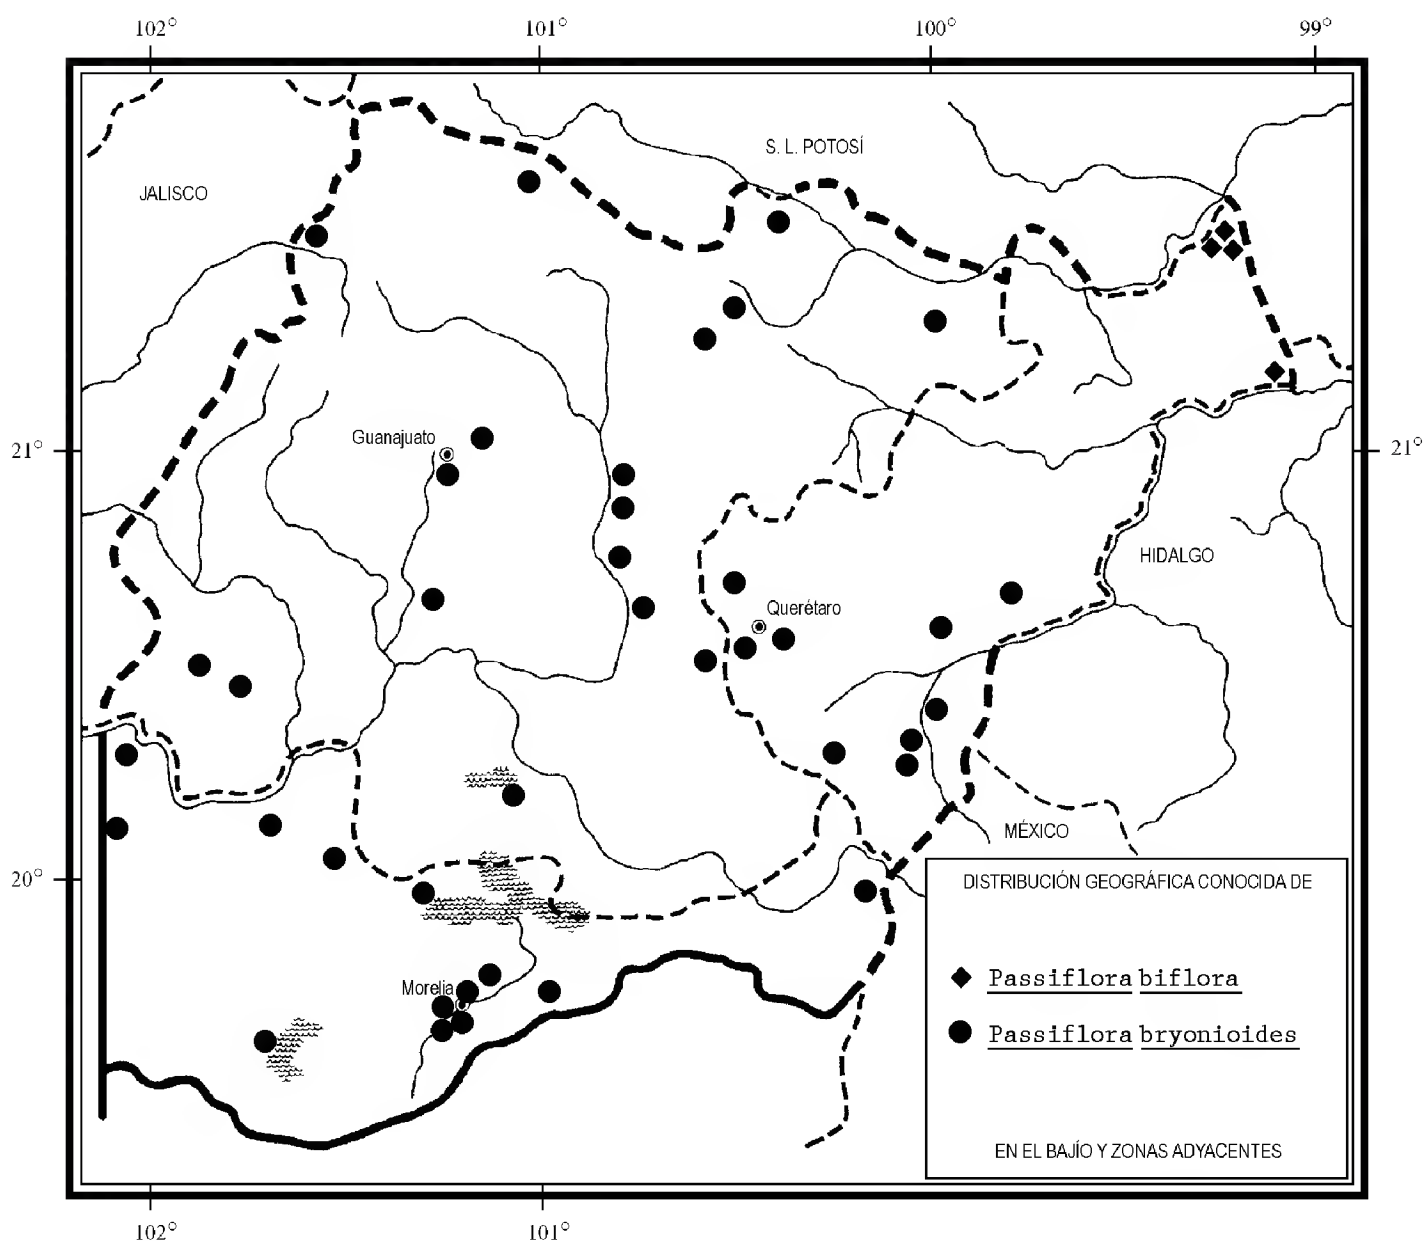 102° 101° 100° 99°
S. L. POTOSÍ
JALISCO
Guanajuato
21° 21°
HIDALGO
Querétaro
MÉXICO
20°
DISTRIBUCIÓN GEOGRÁFICA CONOCIDA DE
Passiflora biflora
Morelia
Passiflora bryonioides
EN EL BAJÍO Y ZONAS ADYACENTES
102° 101°